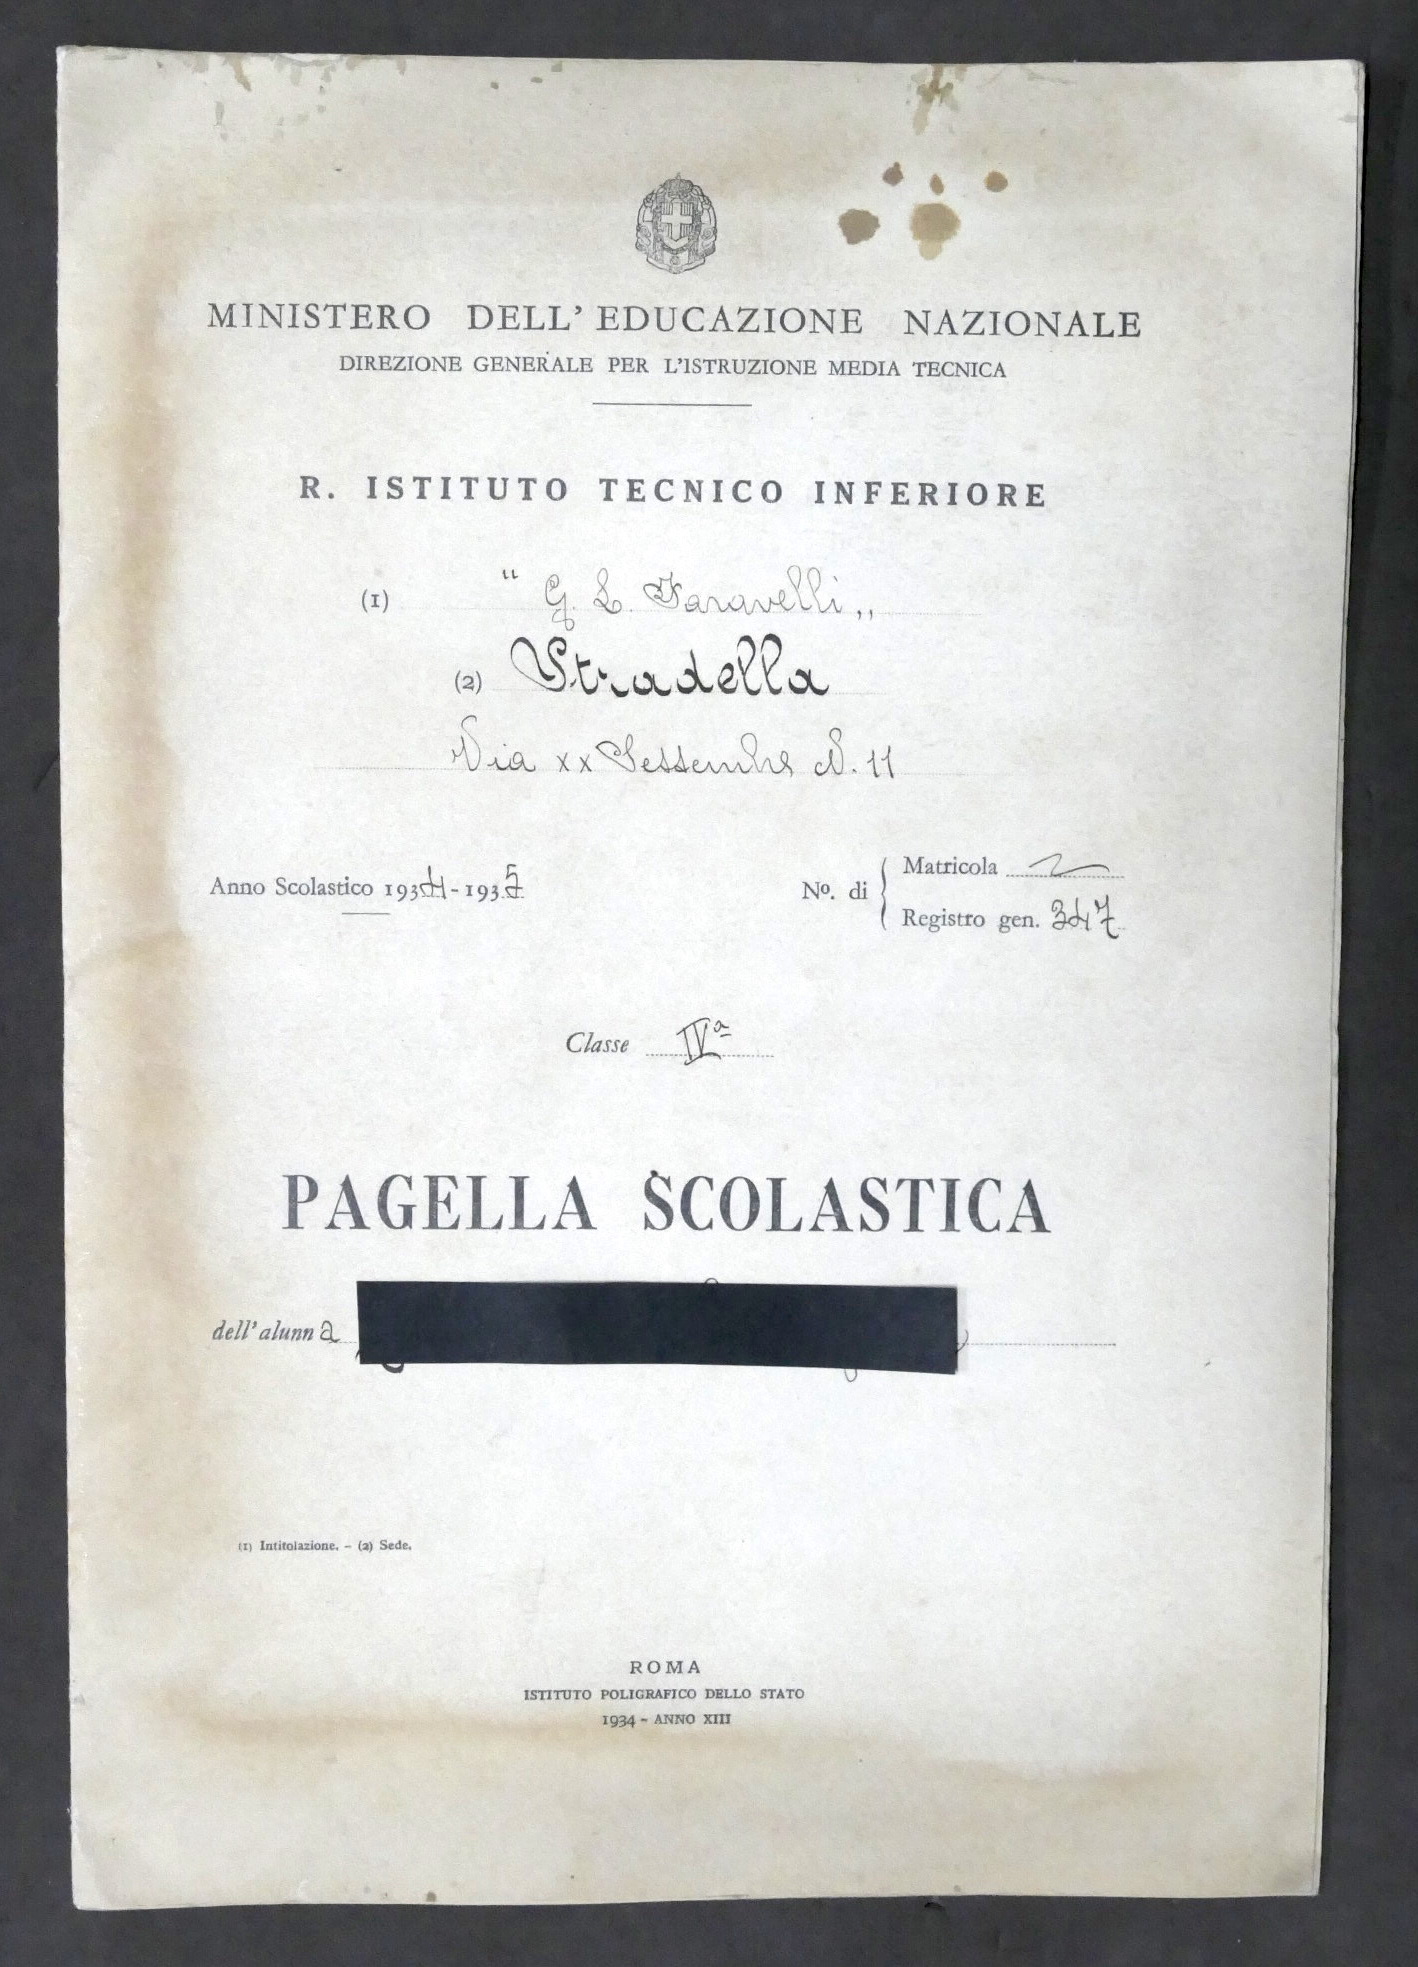 MINISTERO DELL'EDUCAZIONE NAZIONALE
DIREZIONE GENERALE PER L'ISTRUZIONE MEDIA TECNICA
R. ISTITUTO TECNICO INFERIORE
(1) “ G. L. Faravelli „
(2) Stradella
Via XX Settembre N. 11
Anno Scolastico 1934-1935
Nº. di
Matricola
Registro gen. 347
Classe IVª
PAGELLA SCOLASTICA
dell'alunna
(1) Intitolazione. - (2) Sede.
ROMA
ISTITUTO POLIGRAFICO DELLO STATO
1934 - ANNO XIII